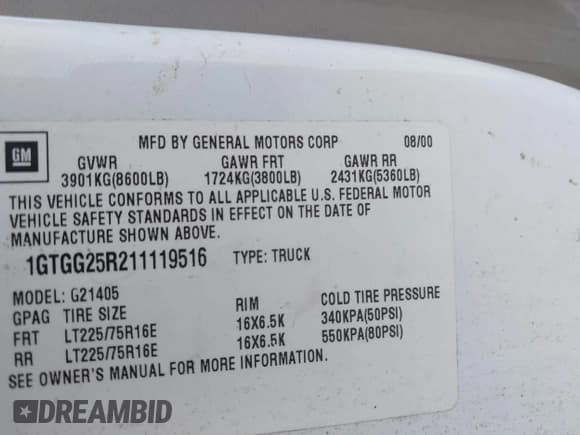 GM
MFD BY GENERAL MOTORS CORP 08/00
GVWR GAWR FRT GAWR RR
3901KG(8600LB) 1724KG(3800LB) 2431KG(5360LB)
THIS VEHICLE CONFORMS TO ALL APPLICABLE U.S. FEDERAL MOTOR
VEHICLE SAFETY STANDARDS IN EFFECT ON THE DATE OF
MANUFACTURE SHOWN ABOVE.
1GTGG25R211119516 TYPE: TRUCK
MODEL: G21405
GPAG TIRE SIZE RIM COLD TIRE PRESSURE
FRT LT225/75R16E 16X6.5K 340KPA(50PSI)
RR LT225/75R16E 16X6.5K 550KPA(80PSI)
SEE OWNER'S MANUAL FOR MORE INFORMATION.
DREAMBID